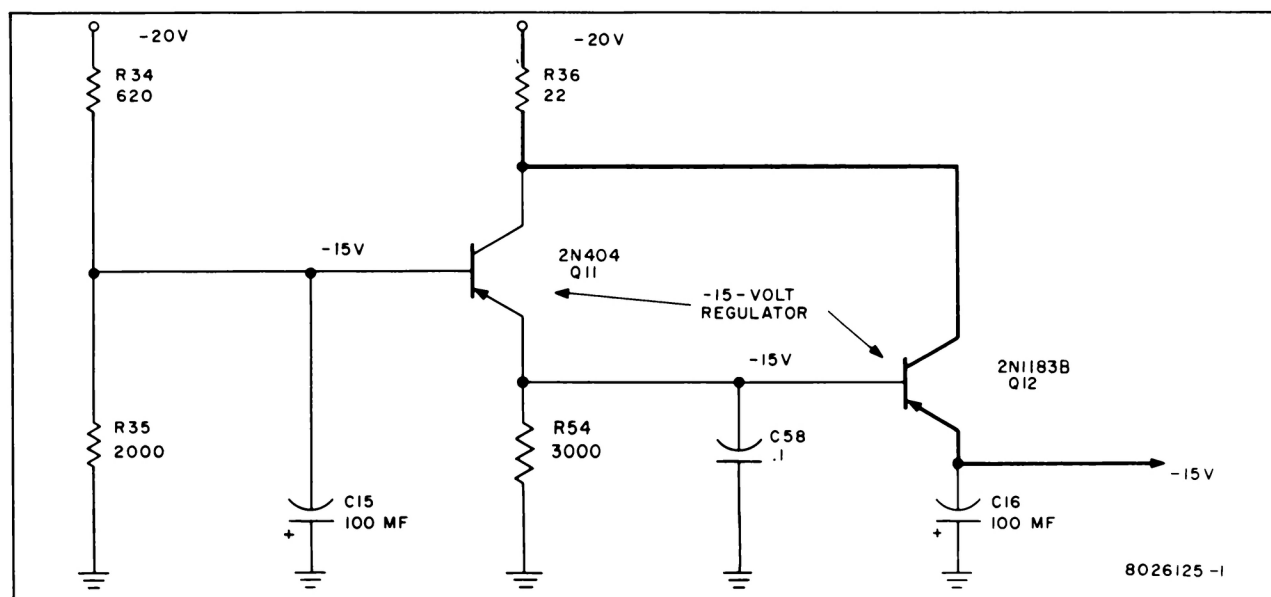 -20V
-20V
R34
620
R36
22
-15V
2N404
Q11
-15-VOLT
REGULATOR
-15V
2N1183B
Q12
R35
2000
R54
3000
C58
.1
-15V
C15
100 MF
+
C16
100 MF
+
8026125-1